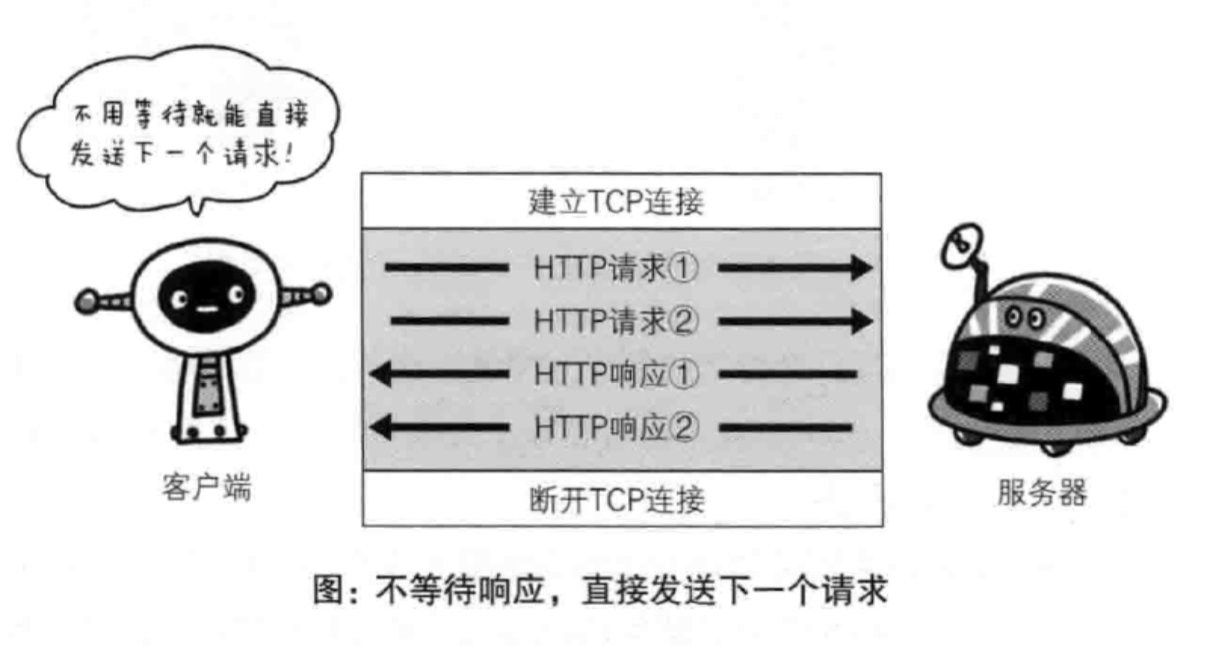 不用等待就能直接
发送下一个请求!
建立TCP连接
HTTP请求①
HTTP请求②
HTTP响应①
HTTP响应②
断开TCP连接
客户端
服务器
图：不等待响应，直接发送下一个请求